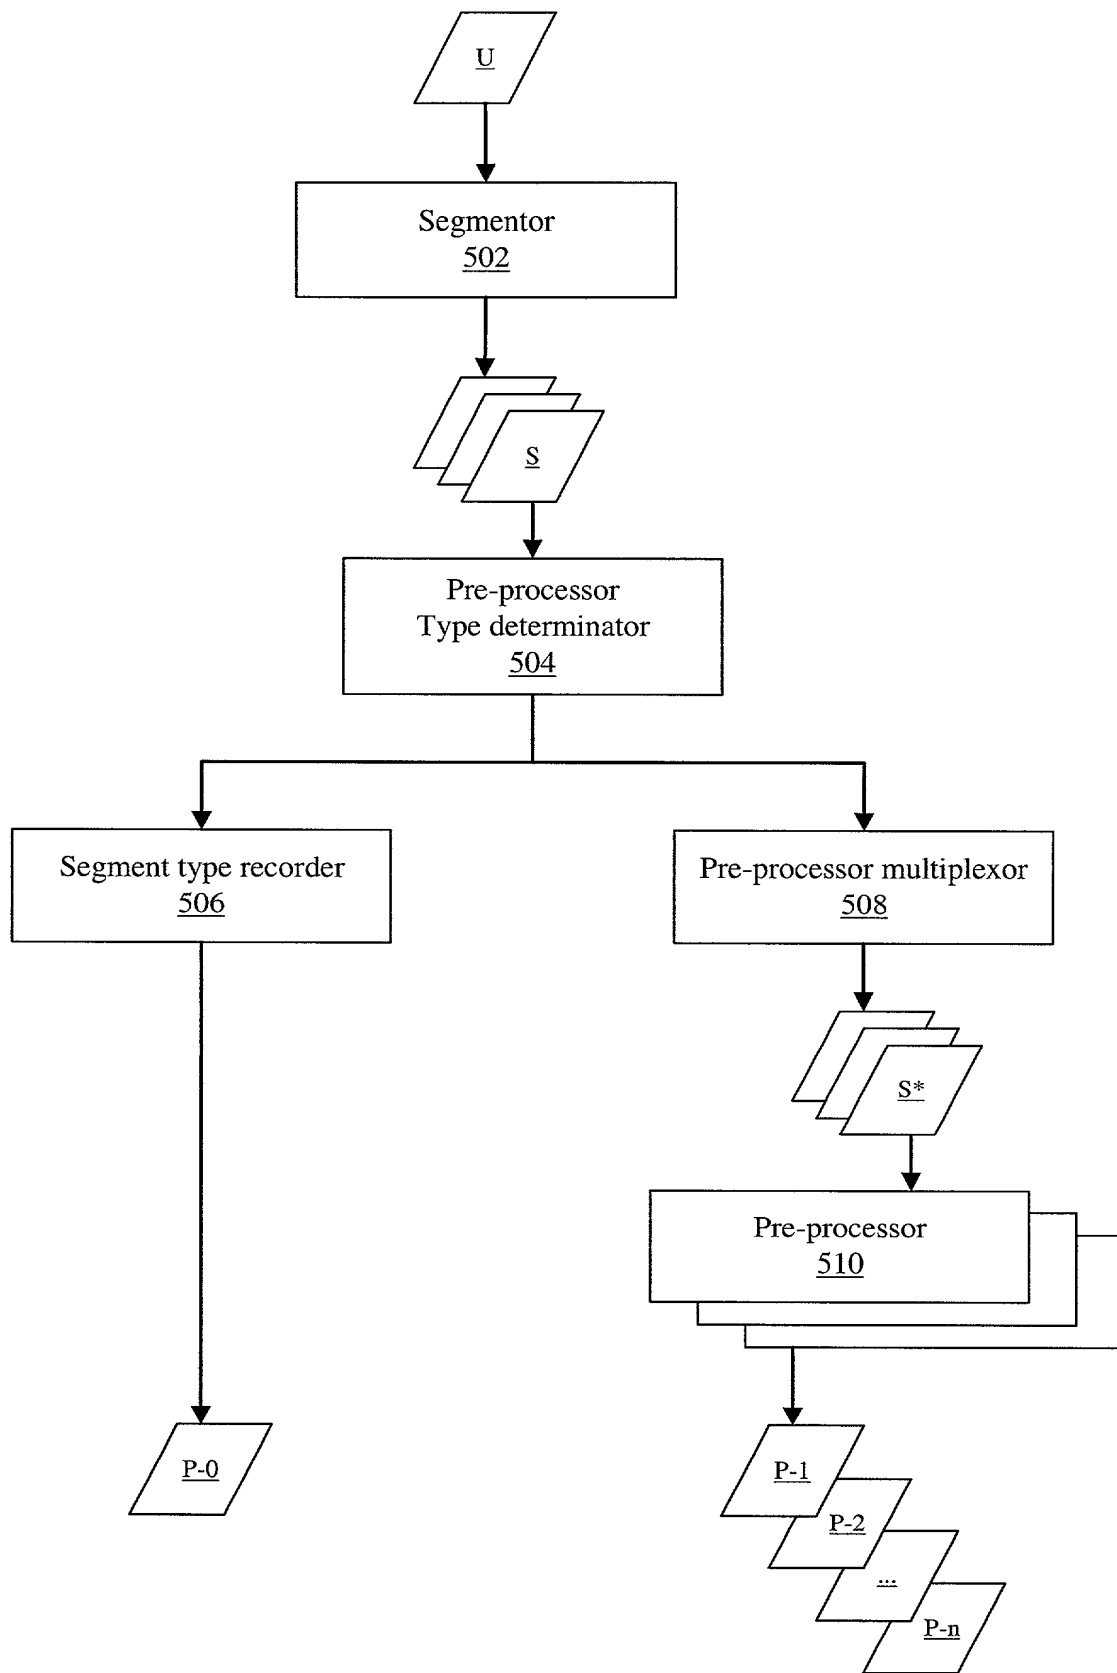 U
Segmentor
502
S
Pre-processor
Type determinator
504
Segment type recorder
506
Pre-processor multiplexor
508
S*
Pre-processor
510
P-0
P-1
P-2
...
P-n